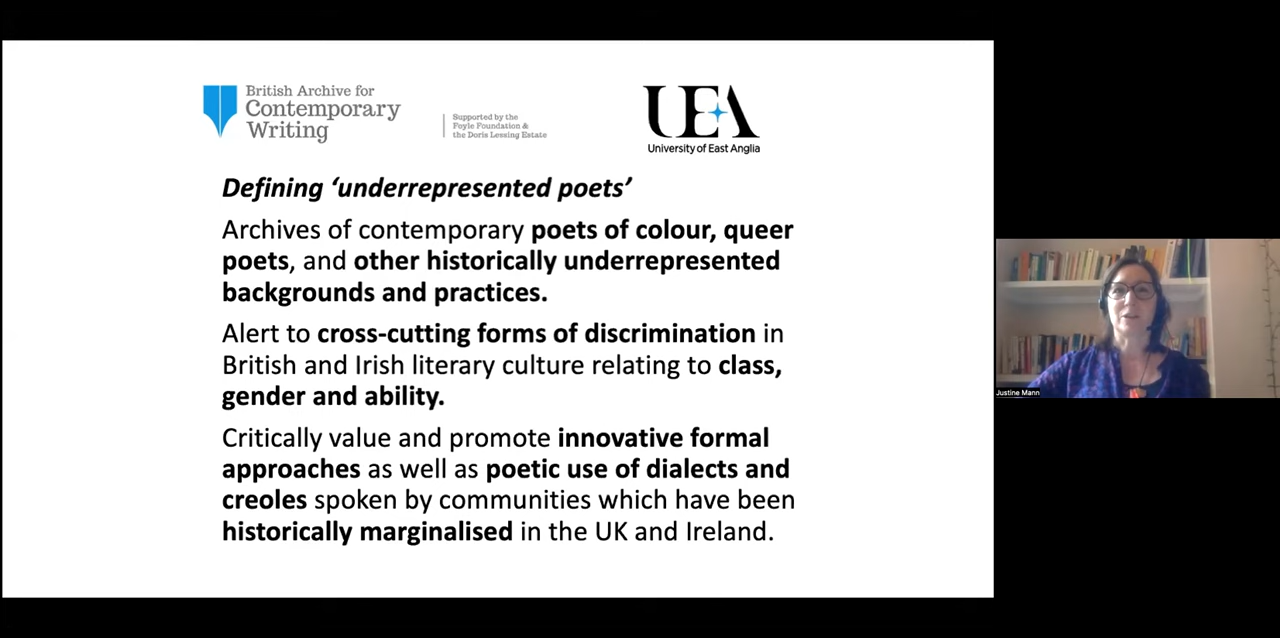 British Archive for
Contemporary
Writing
Supported by the
Foyle Foundation &
the Doris Lessing Estate
UEA
University of East Anglia
Defining ‘underrepresented poets’
Archives of contemporary poets of colour, queer
poets, and other historically underrepresented
backgrounds and practices.
Alert to cross-cutting forms of discrimination in
British and Irish literary culture relating to class,
gender and ability.
Critically value and promote innovative formal
approaches as well as poetic use of dialects and
creoles spoken by communities which have been
historically marginalised in the UK and Ireland.
Justine Mann